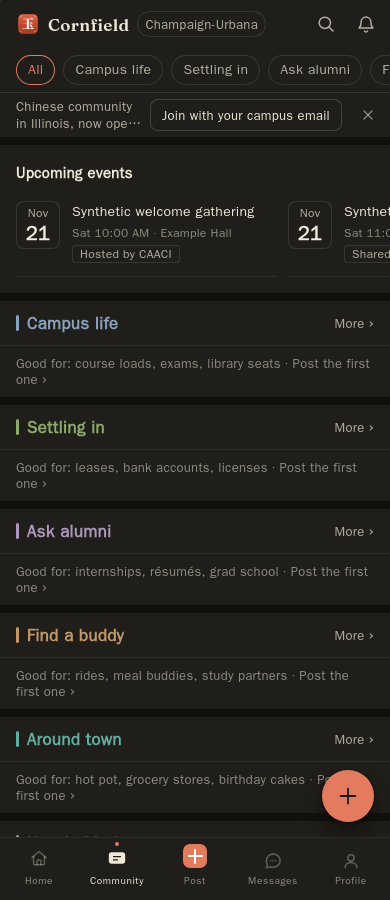 Cornfield Champaign-Urbana
All Campus life Settling in Ask alumni F
Chinese community
in Illinois, now ope…
Join with your campus email
Upcoming events
Nov
21
Synthetic welcome gathering
Sat 10:00 AM · Example Hall
Hosted by CAACI
Nov
21
Synthet
Sat 11:0
Shared
Campus life More ›
Good for: course loads, exams, library seats · Post the first
one ›
Settling in More ›
Good for: leases, bank accounts, licenses · Post the first
one ›
Ask alumni More ›
Good for: internships, résumés, grad school · Post the first
one ›
Find a buddy More ›
Good for: rides, meal buddies, study partners · Post the
first one ›
Around town More ›
Good for: hot pot, grocery stores, birthday cakes · Po
first one ›
Home Community Post Messages Profile